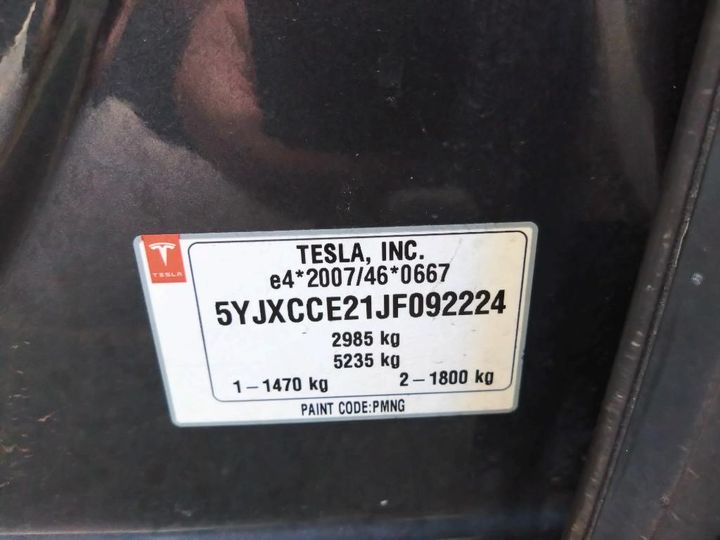 TESLA
TESLA, INC.
e4*2007/46*0667
5YJXCCE21JF092224
2985 kg
5235 kg
1 – 1470 kg 2 – 1800 kg
PAINT CODE:PMNG